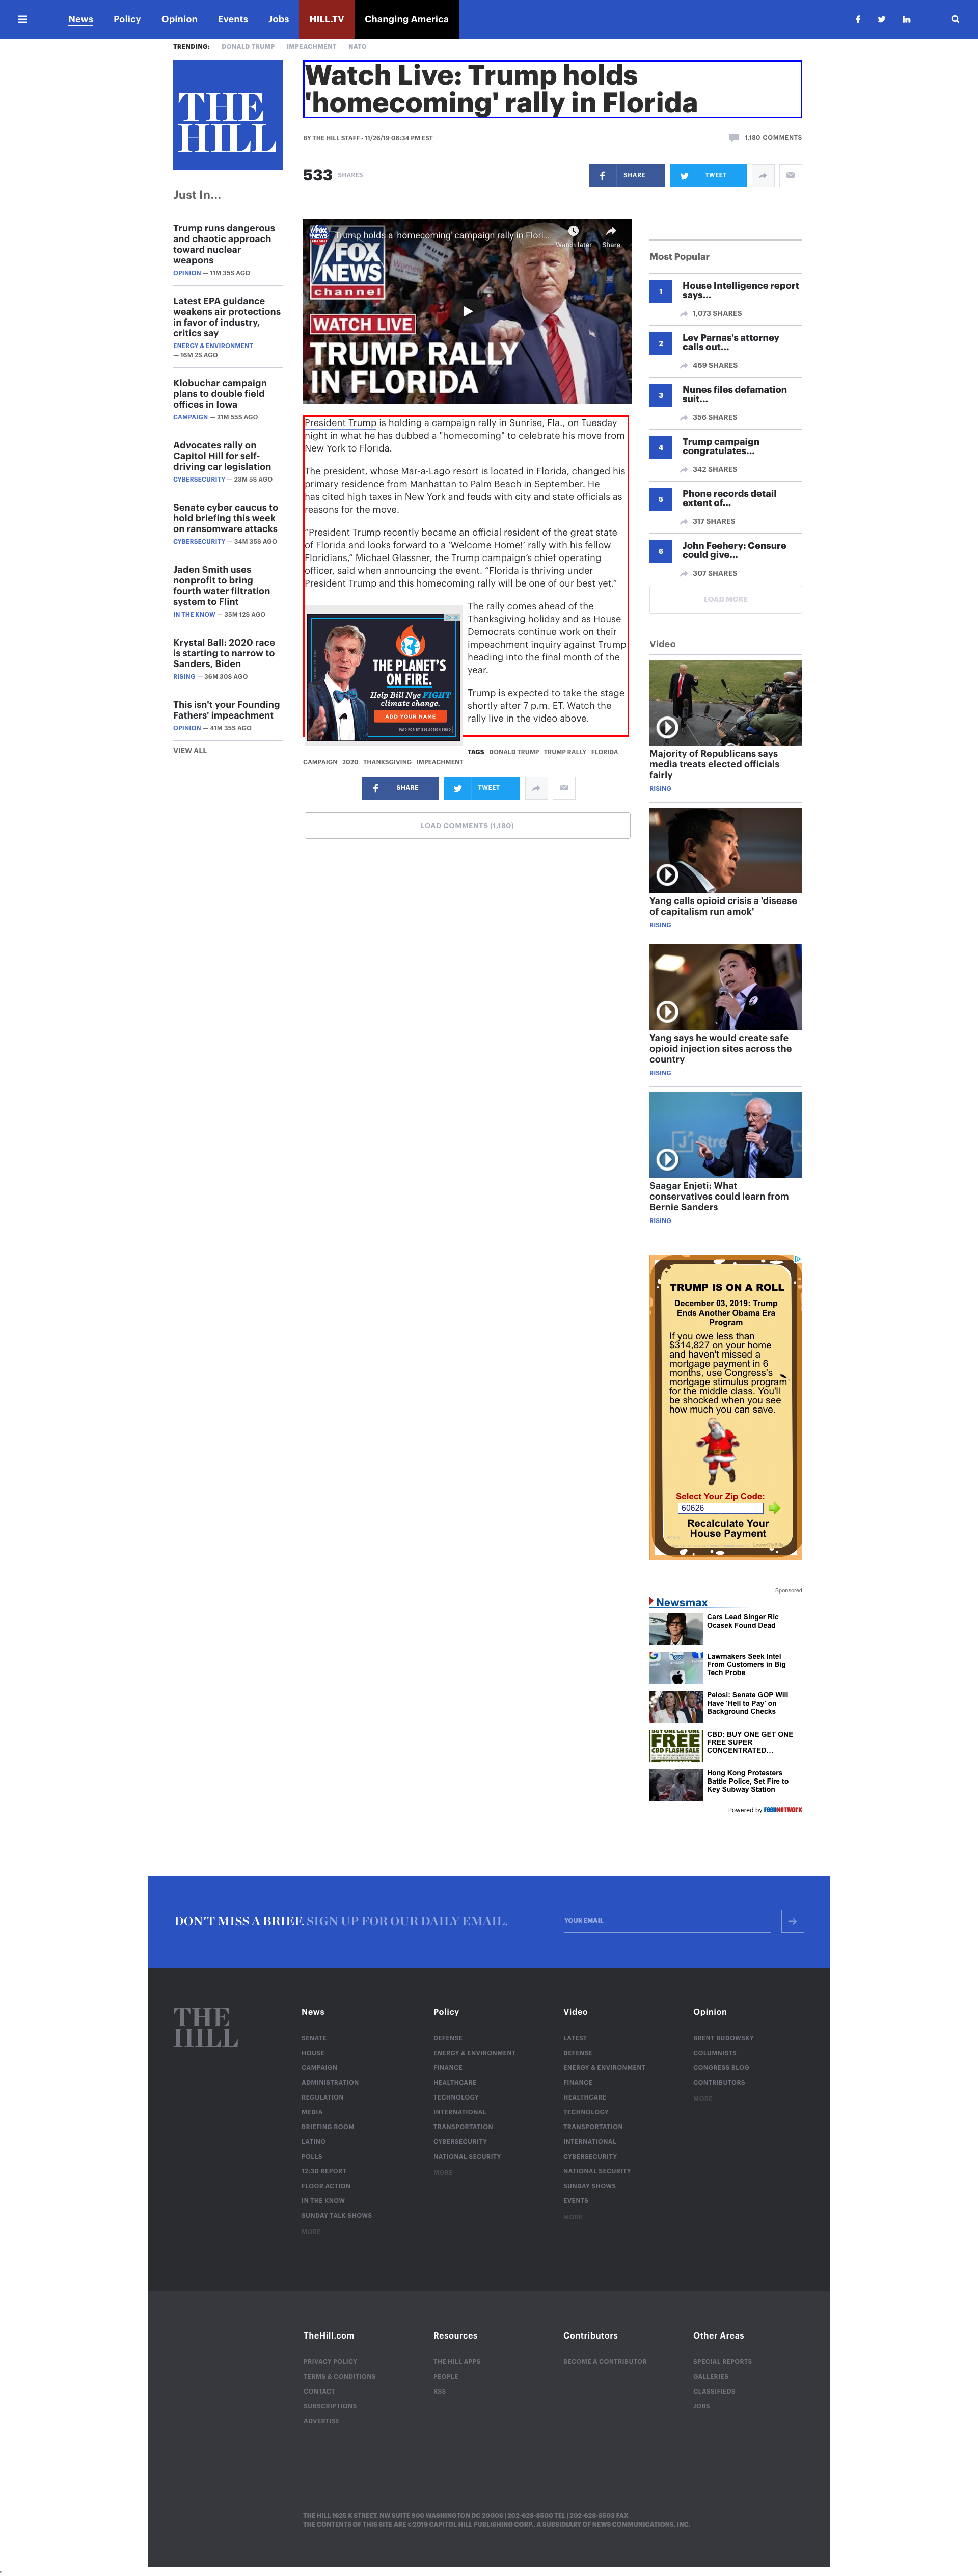 News Policy Opinion Events Jobs HILL.TV Changing America
TRENDING: DONALD TRUMP IMPEACHMENT NATO
THE
HILL
Watch Live: Trump holds
'homecoming' rally in Florida
BY THE HILL STAFF - 11/26/19 06:34 PM EST
1,180 COMMENTS
533 SHARES
SHARE
TWEET
Just In...
Trump runs dangerous
and chaotic approach
toward nuclear
weapons
OPINION — 11M 35S AGO
Latest EPA guidance
weakens air protections
in favor of industry,
critics say
ENERGY & ENVIRONMENT
— 16M 2S AGO
Klobuchar campaign
plans to double field
offices in Iowa
CAMPAIGN — 21M 55S AGO
Advocates rally on
Capitol Hill for self-
driving car legislation
CYBERSECURITY — 23M 5S AGO
Senate cyber caucus to
hold briefing this week
on ransomware attacks
CYBERSECURITY — 34M 35S AGO
Jaden Smith uses
nonprofit to bring
fourth water filtration
system to Flint
IN THE KNOW — 35M 12S AGO
Krystal Ball: 2020 race
is starting to narrow to
Sanders, Biden
RISING — 36M 30S AGO
This isn't your Founding
Fathers' impeachment
OPINION — 41M 35S AGO
VIEW ALL
Trump holds a 'homecoming' campaign rally in Flori...
Watch later Share
FOX
NEWS
channel
WATCH LIVE
TRUMP RALLY
IN FLORIDA
President Trump is holding a campaign rally in Sunrise, Fla., on Tuesday
night in what he has dubbed a "homecoming" to celebrate his move from
New York to Florida.
The president, whose Mar-a-Lago resort is located in Florida, changed his
primary residence from Manhattan to Palm Beach in September. He
has cited high taxes in New York and feuds with city and state officials as
reasons for the move.
“President Trump recently became an official resident of the great state
of Florida and looks forward to a ‘Welcome Home!’ rally with his fellow
Floridians,” Michael Glassner, the Trump campaign’s chief operating
officer, said when announcing the event. “Florida is thriving under
President Trump and this homecoming rally will be one of our best yet.”
The rally comes ahead of the
Thanksgiving holiday and as House
Democrats continue work on their
impeachment inquiry against Trump
heading into the final month of the
year.
Trump is expected to take the stage
shortly after 7 p.m. ET. Watch the
rally live in the video above.
THE PLANET'S
ON FIRE.
Help Bill Nye FIGHT
climate change.
ADD YOUR NAME
PAID FOR BY 314 ACTION FUND
TAGS DONALD TRUMP TRUMP RALLY FLORIDA
CAMPAIGN 2020 THANKSGIVING IMPEACHMENT
SHARE
TWEET
LOAD COMMENTS (1,180)
Most Popular
1 House Intelligence report
says...
1,073 SHARES
2 Lev Parnas's attorney
calls out...
469 SHARES
3 Nunes files defamation
suit...
356 SHARES
4 Trump campaign
congratulates...
342 SHARES
5 Phone records detail
extent of...
317 SHARES
6 John Feehery: Censure
could give...
307 SHARES
LOAD MORE
Video
Majority of Republicans says
media treats elected officials
fairly
RISING
Yang calls opioid crisis a 'disease
of capitalism run amok'
RISING
Yang says he would create safe
opioid injection sites across the
country
RISING
Saagar Enjeti: What
conservatives could learn from
Bernie Sanders
RISING
TRUMP IS ON A ROLL
December 03, 2019: Trump
Ends Another Obama Era
Program
If you owe less than
$314,827 on your home
and haven't missed a
mortgage payment in 6
months, use Congress's
mortgage stimulus program
for the middle class. You'll
be shocked when you see
how much you can save.
Select Your Zip Code:
60626
Recalculate Your
House Payment
Sponsored
Newsmax
Cars Lead Singer Ric
Ocasek Found Dead
Lawmakers Seek Intel
From Customers in Big
Tech Probe
Pelosi: Senate GOP Will
Have 'Hell to Pay' on
Background Checks
BUY ONE GET ONE
FREE
CBD FLASH SALE
CBD: BUY ONE GET ONE
FREE SUPER
CONCENTRATED...
Hong Kong Protesters
Battle Police, Set Fire to
Key Subway Station
Powered by FEEDNETWORK
DON'T MISS A BRIEF. SIGN UP FOR OUR DAILY EMAIL.
YOUR EMAIL
THE
HILL
News
SENATE
HOUSE
CAMPAIGN
ADMINISTRATION
REGULATION
MEDIA
BRIEFING ROOM
LATINO
POLLS
12:30 REPORT
FLOOR ACTION
IN THE KNOW
SUNDAY TALK SHOWS
MORE
Policy
DEFENSE
ENERGY & ENVIRONMENT
FINANCE
HEALTHCARE
TECHNOLOGY
INTERNATIONAL
TRANSPORTATION
CYBERSECURITY
NATIONAL SECURITY
MORE
Video
LATEST
DEFENSE
ENERGY & ENVIRONMENT
FINANCE
HEALTHCARE
TECHNOLOGY
TRANSPORTATION
INTERNATIONAL
CYBERSECURITY
NATIONAL SECURITY
SUNDAY SHOWS
EVENTS
MORE
Opinion
BRENT BUDOWSKY
COLUMNISTS
CONGRESS BLOG
CONTRIBUTORS
MORE
TheHill.com
PRIVACY POLICY
TERMS & CONDITIONS
CONTACT
SUBSCRIPTIONS
ADVERTISE
Resources
THE HILL APPS
PEOPLE
RSS
Contributors
BECOME A CONTRIBUTOR
Other Areas
SPECIAL REPORTS
GALLERIES
CLASSIFIEDS
JOBS
THE HILL 1625 K STREET, NW SUITE 900 WASHINGTON DC 20006 | 202-628-8500 TEL | 202-628-8503 FAX
THE CONTENTS OF THIS SITE ARE ©2019 CAPITOL HILL PUBLISHING CORP., A SUBSIDIARY OF NEWS COMMUNICATIONS, INC.